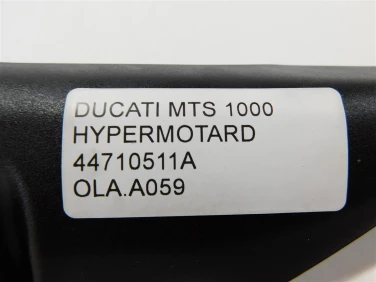 DUCATI MTS 1000
HYPERMOTARD
44710511A
OLA.A059